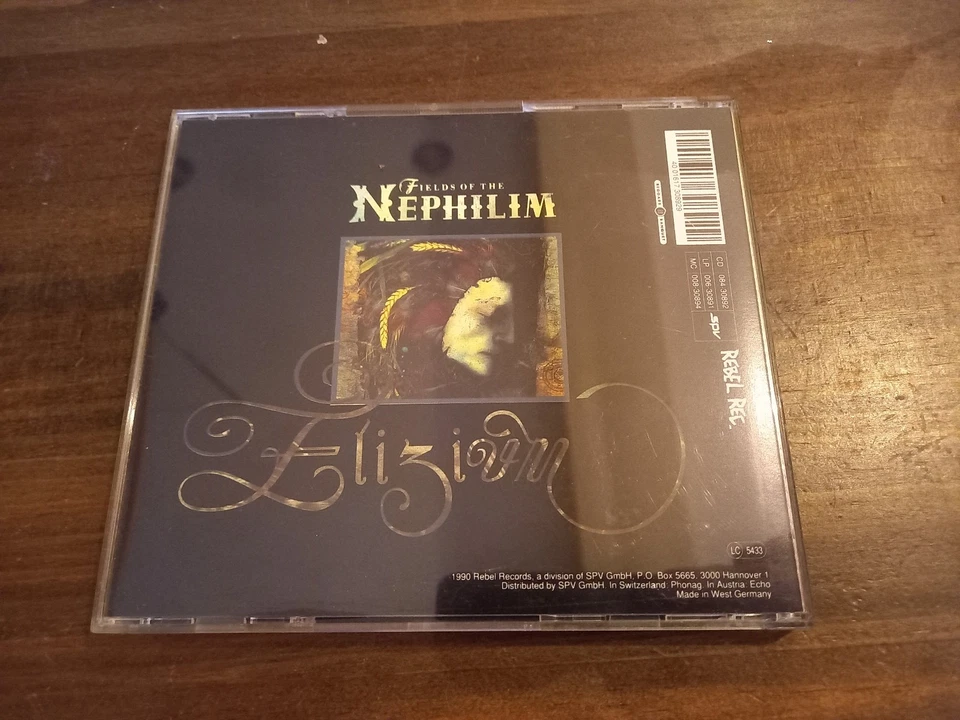 FIELDS OF THE
NEPHILIM
Elizium
CD 084 30892
LP 008 30891
MC 008 30894
SPV
REBEL REC.
LC 5433
1990 Rebel Records, a division of SPV GmbH, P.O. Box 5665, 3000 Hannover 1
Distributed by SPV GmbH. In Switzerland: Phonag. In Austria: Echo
Made in West Germany